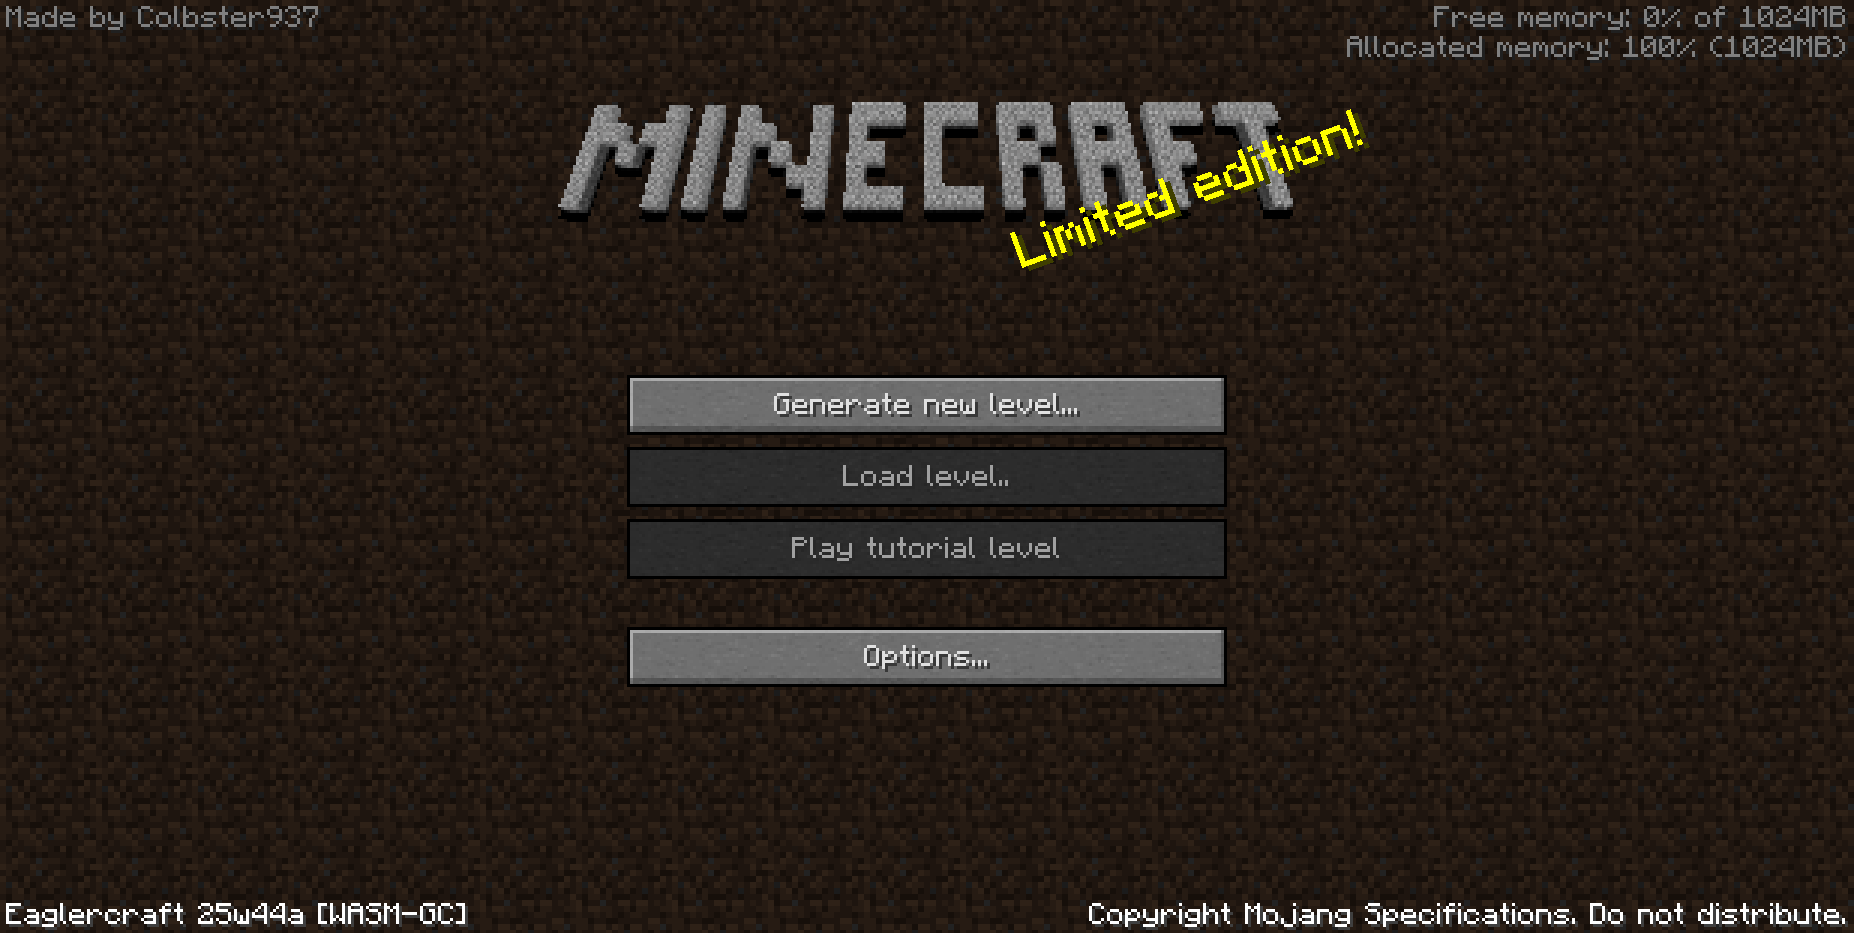 Made by Colbster937
Free memory: 0% of 1024MB
Allocated memory: 100% (1024MB)
MINECRAFT
Limited edition!
Generate new level...
Load level..
Play tutorial level
Options...
Eaglercraft 25w44a [WASM-GC]
Copyright Mojang Specifications. Do not distribute.